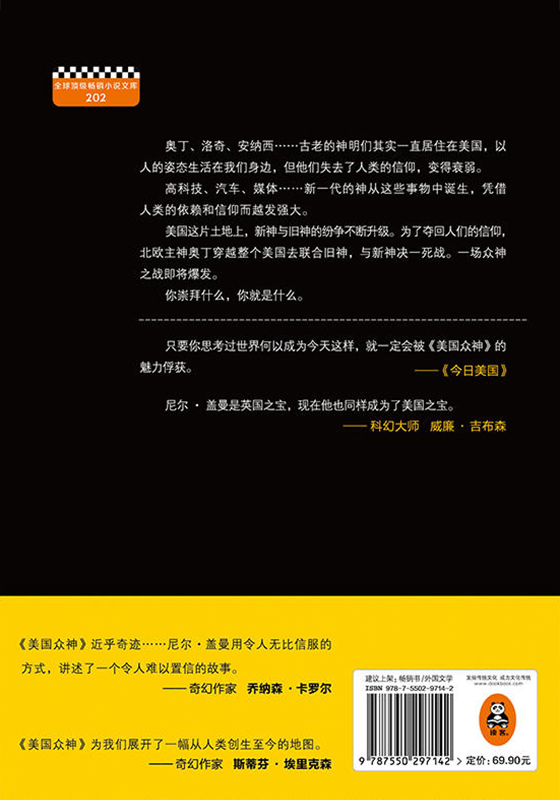 全球顶级畅销小说文库
202
奥丁、洛奇、安纳西……古老的神明们其实一直居住在美国，以
人的姿态生活在我们身边，但他们失去了人类的信仰，变得衰弱。
高科技、汽车、媒体……新一代的神从这些事物中诞生，凭借
人类的依赖和信仰而越发强大。
美国这片土地上，新神与旧神的纷争不断升级。为了夺回人们的信仰，
北欧主神奥丁穿越整个美国去联合旧神，与新神决一死战。一场众神
之战即将爆发。
你崇拜什么，你就是什么。
只要你思考过世界何以成为今天这样，就一定会被《美国众神》的
魅力俘获。
——《今日美国》
尼尔·盖曼是英国之宝，现在他也同样成为了美国之宝。
——科幻大师 威廉·吉布森
《美国众神》近乎奇迹……尼尔·盖曼用令人无比信服的
方式，讲述了一个令人难以置信的故事。
——奇幻作家 乔纳森·卡罗尔
《美国众神》为我们展开了一幅从人类创生至今的地图。
——奇幻作家 斯蒂芬·埃里克森
建议上架：畅销书/外国文学
ISBN 978-7-5502-9714-2
9 787550 297142 >
文依传统文化 成方文化传统
www.dookbook.com
读客®
定价：69.90元